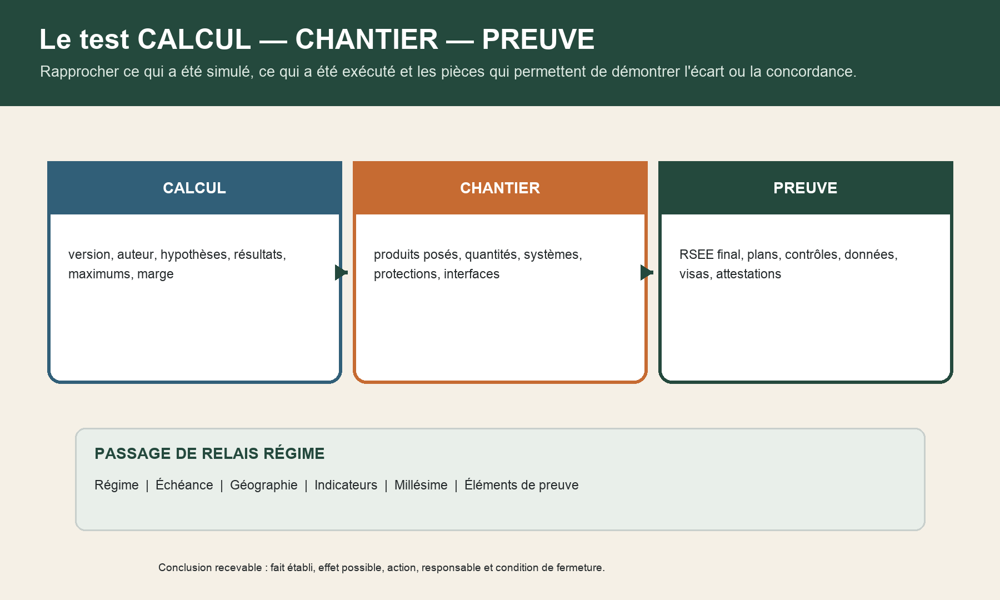 Le test CALCUL — CHANTIER — PREUVE
Rapprocher ce qui a été simulé, ce qui a été exécuté et les pièces qui permettent de démontrer l'écart ou la concordance.
CALCUL
version, auteur, hypothèses, résultats,
maximums, marge
CHANTIER
produits posés, quantités, systèmes,
protections, interfaces
PREUVE
RSEE final, plans, contrôles, données,
visas, attestations
PASSAGE DE RELAIS RÉGIME
Régime | Échéance | Géographie | Indicateurs | Millésime | Éléments de preuve
Conclusion recevable : fait établi, effet possible, action, responsable et condition de fermeture.